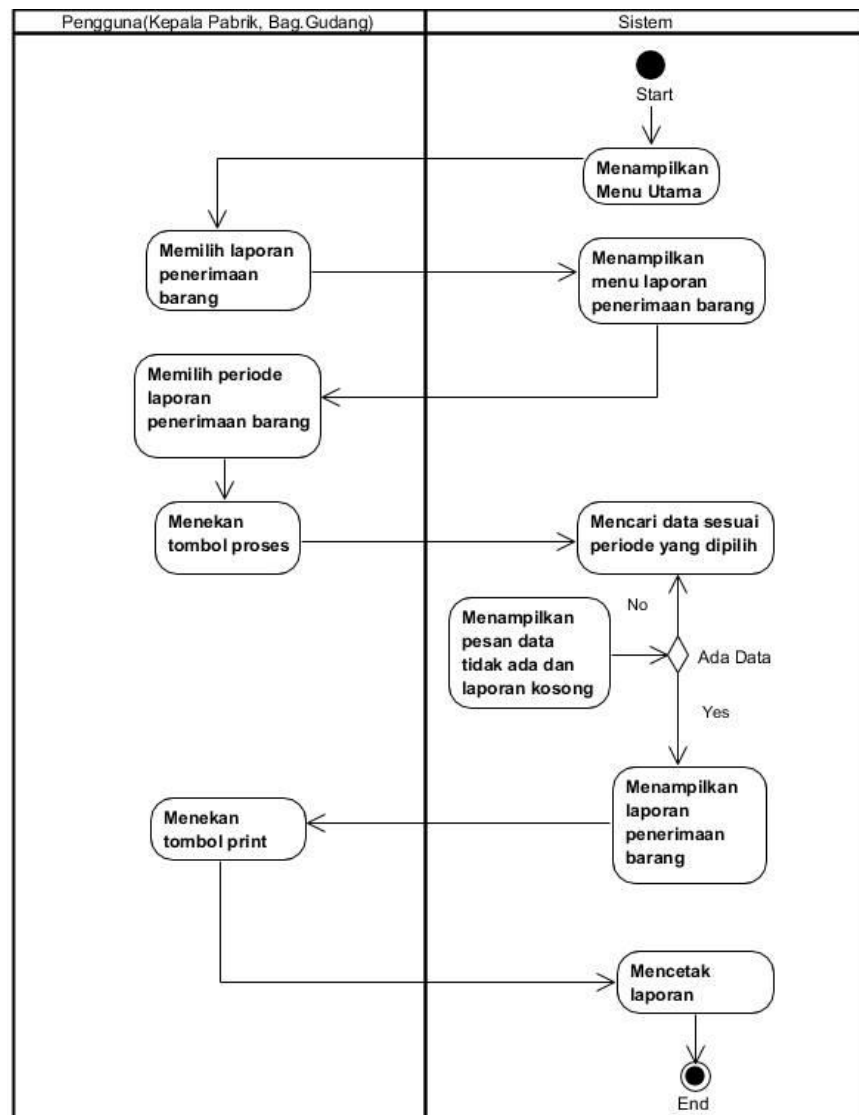 Pengguna(Kepala Pabrik, Bag.Gudang)
Sistem
Start
Menampilkan
Menu Utama
Memilih laporan
penerimaan
barang
Menampilkan
menu laporan
penerimaan barang
Memilih periode
laporan
penerimaan barang
Menekan
tombol proses
Mencari data sesuai
periode yang dipilih
No
Menampilkan
pesan data
tidak ada dan
laporan kosong
Ada Data
Yes
Menampilkan
laporan
penerimaan
barang
Menekan
tombol print
Mencetak
laporan
End